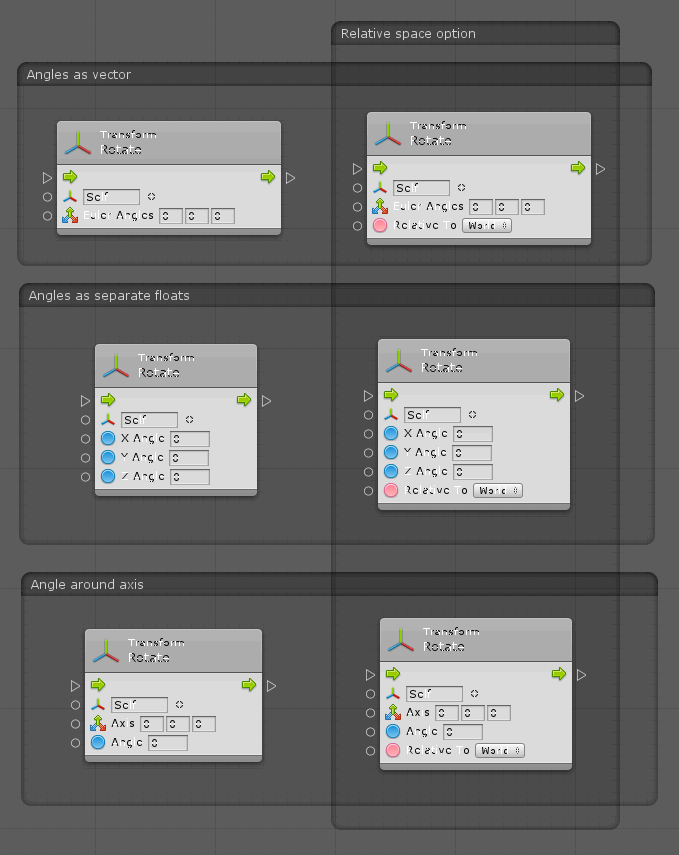 Relative space option
Angles as vector
Transform
Rotate
Self
Euler Angles 0 0 0
Transform
Rotate
Self
Euler Angles 0 0 0
Relative To World
Angles as separate floats
Transform
Rotate
Self
X Angle 0
Y Angle 0
Z Angle 0
Transform
Rotate
Self
X Angle 0
Y Angle 0
Z Angle 0
Relative To World
Angle around axis
Transform
Rotate
Self
Axis 0 0 0
Angle 0
Transform
Rotate
Self
Axis 0 0 0
Angle 0
Relative To World